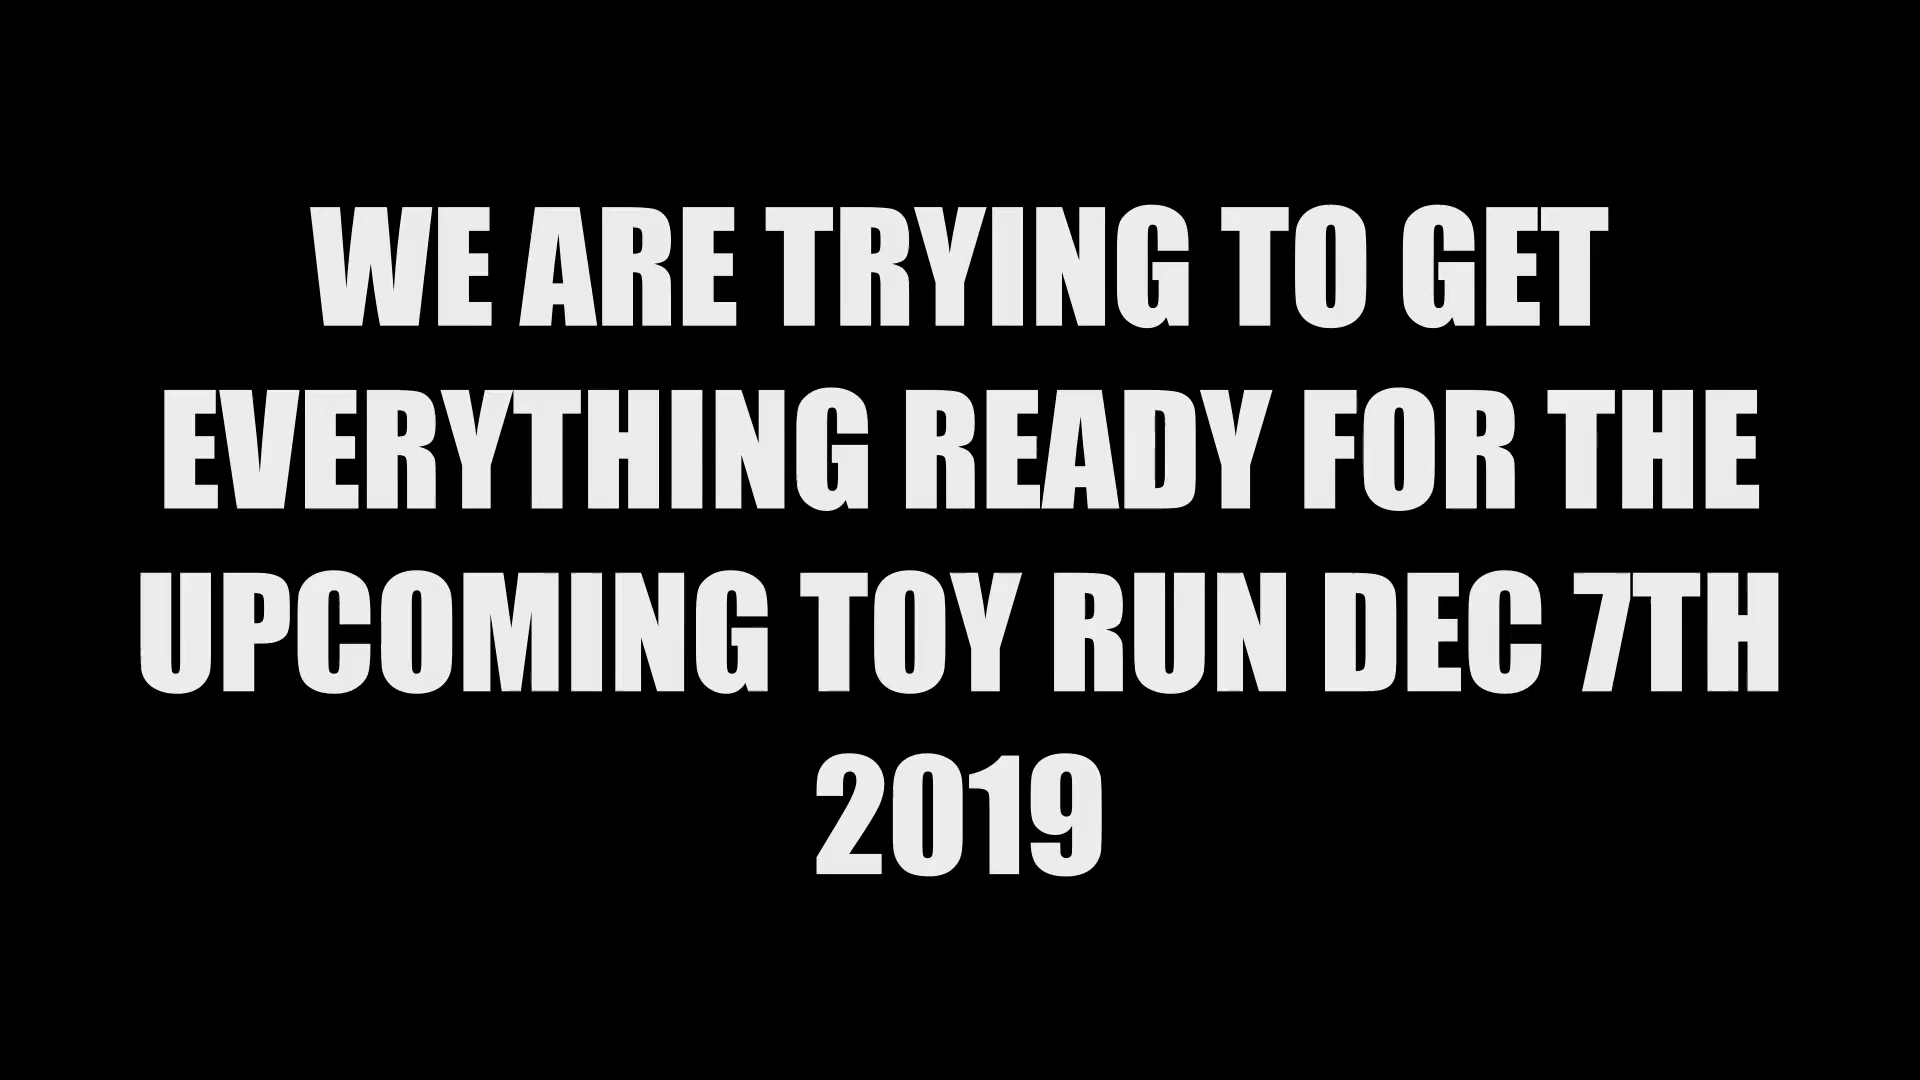 WE ARE TRYING TO GET
EVERYTHING READY FOR THE
UPCOMING TOY RUN DEC 7TH
2019